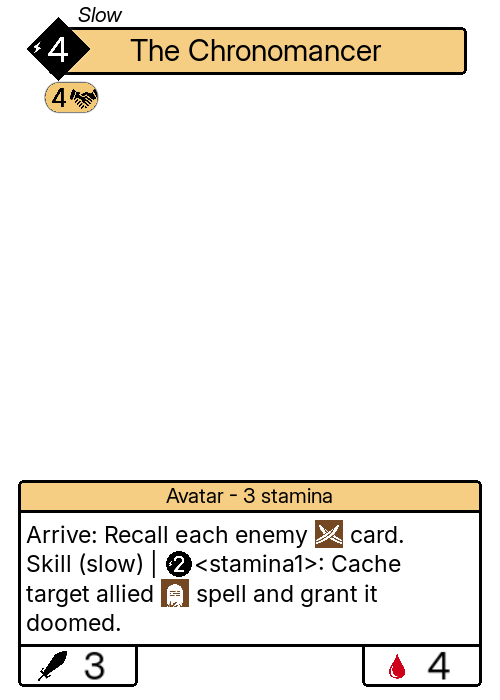 Slow
4 The Chronomancer
4
Avatar - 3 stamina
Arrive: Recall each enemy card.
Skill (slow) | 2<stamina1>: Cache
target allied spell and grant it
doomed.
3 4